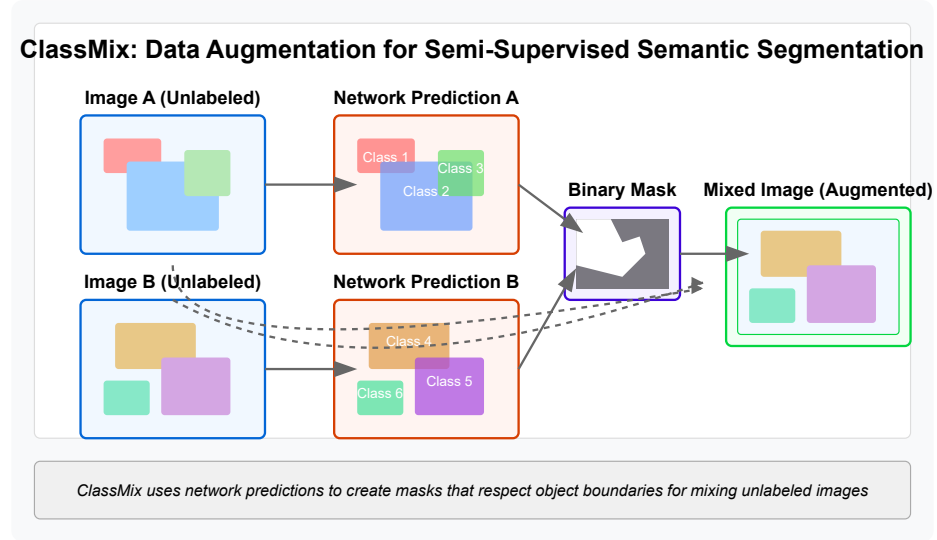 ClassMix: Data Augmentation for Semi-Supervised Semantic Segmentation
Image A (Unlabeled)
Network Prediction A
Class 1
Class 3
Class 2
Binary Mask
Mixed Image (Augmented)
Image B (Unlabeled)
Network Prediction B
Class 4
Class 5
Class 6
ClassMix uses network predictions to create masks that respect object boundaries for mixing unlabeled images